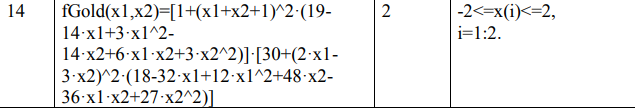 14 fGold(x1,x2)=[1+(x1+x2+1)^2·(19- 2 -2<=x(i)<=2,
14·x1+3·x1^2- i=1:2.
14·x2+6·x1·x2+3·x2^2)]·[30+(2·x1-
3·x2)^2·(18-32·x1+12·x1^2+48·x2-
36·x1·x2+27·x2^2)]